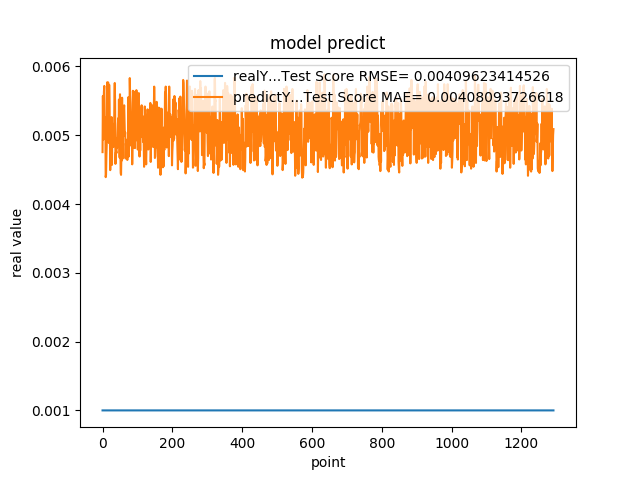 model predict
realY...Test Score RMSE= 0.00409623414526
predictY...Test Score MAE= 0.00408093726618
0.006
0.005
0.004
0.003
0.002
0.001
real value
0 200 400 600 800 1000 1200
point